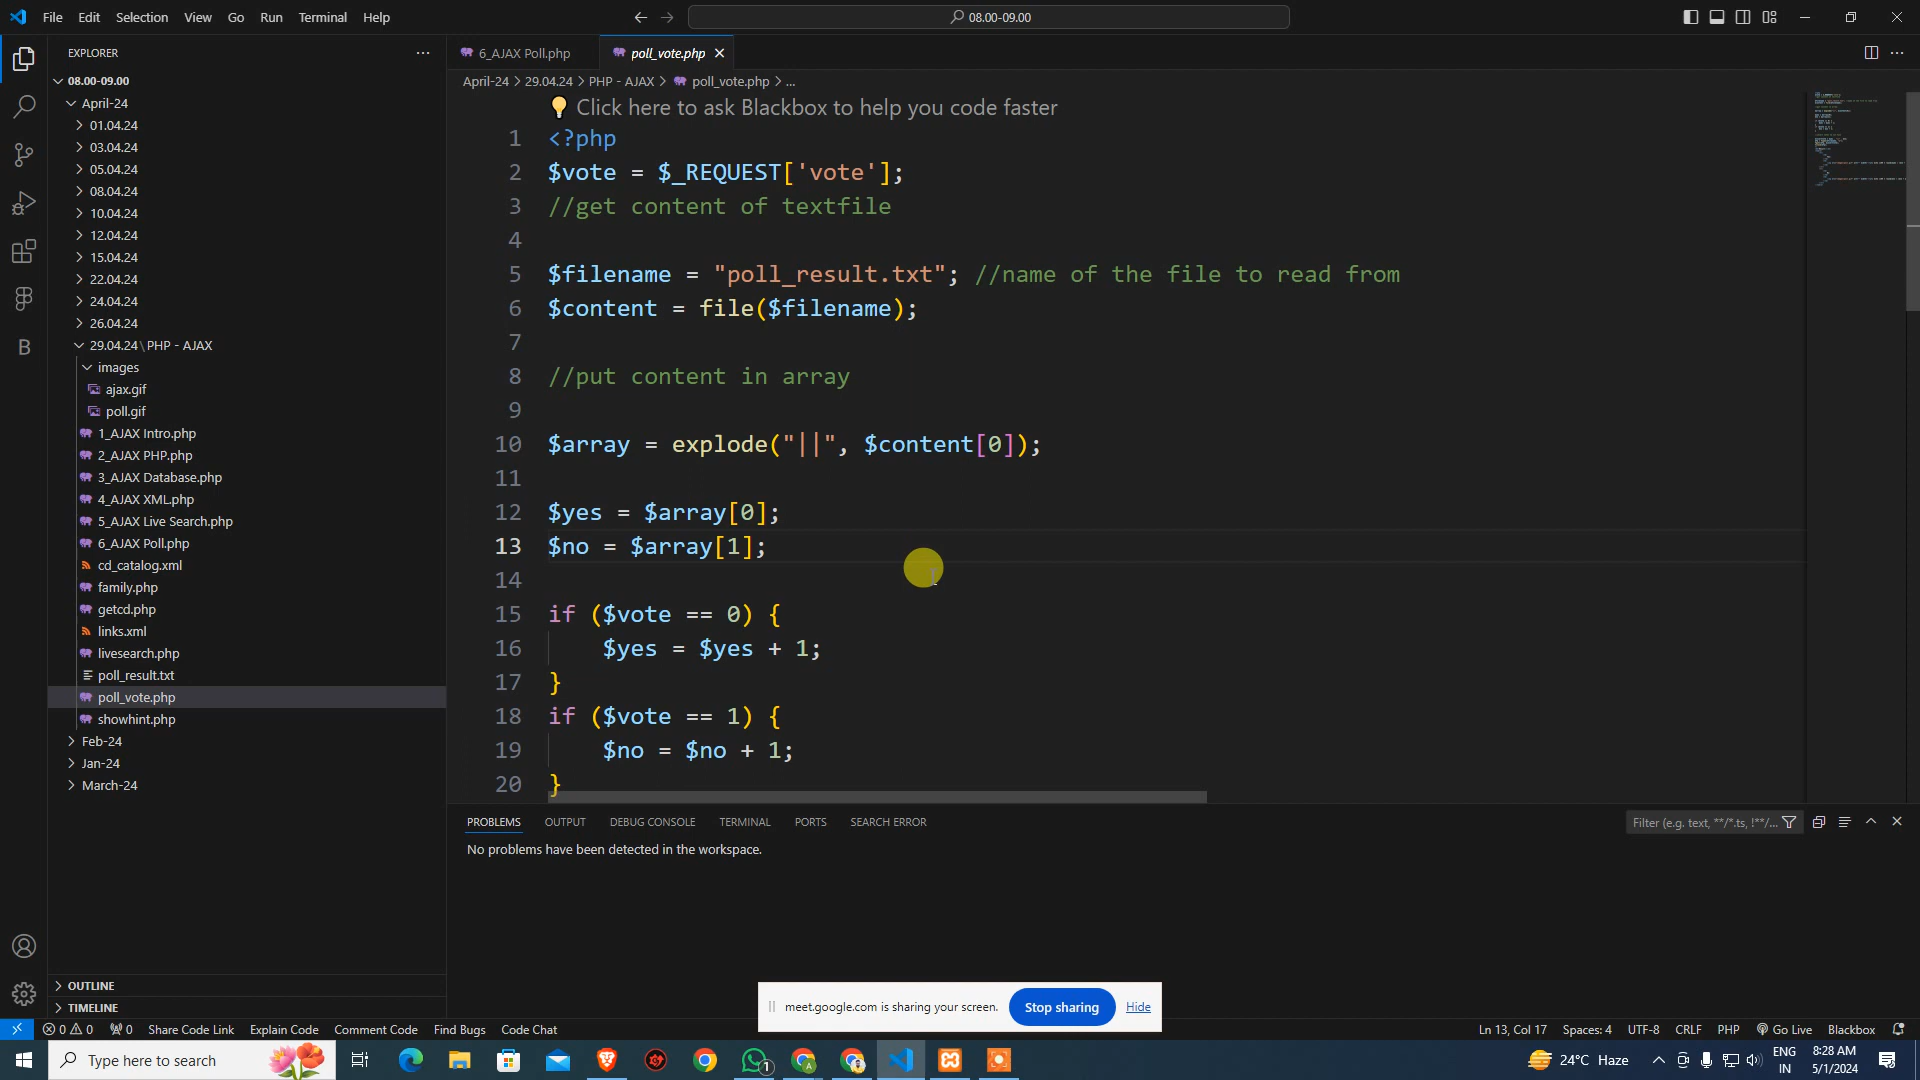 File Edit Selection View Go Run Terminal Help
08.00-09.00
EXPLORER
08.00-09.00
April-24
01.04.24
03.04.24
05.04.24
08.04.24
10.04.24
12.04.24
15.04.24
22.04.24
24.04.24
26.04.24
29.04.24\PHP - AJAX
images
ajax.gif
poll.gif
1_AJAX Intro.php
2_AJAX PHP.php
3_AJAX Database.php
4_AJAX XML.php
5_AJAX Live Search.php
6_AJAX Poll.php
cd_catalog.xml
family.php
getcd.php
links.xml
livesearch.php
poll_result.txt
poll_vote.php
showhint.php
Feb-24
Jan-24
March-24
OUTLINE
TIMELINE
6_AJAX Poll.php poll_vote.php
April-24 > 29.04.24 > PHP - AJAX > poll_vote.php > ...
Click here to ask Blackbox to help you code faster
1 <?php
2 $vote = $_REQUEST['vote'];
3 //get content of textfile
4
5 $filename = "poll_result.txt"; //name of the file to read from
6 $content = file($filename);
7
8 //put content in array
9
10 $array = explode("||", $content[0]);
11
12 $yes = $array[0];
13 $no = $array[1];
14
15 if ($vote == 0) {
16 $yes = $yes + 1;
17 }
18 if ($vote == 1) {
19 $no = $no + 1;
20 }
PROBLEMS OUTPUT DEBUG CONSOLE TERMINAL PORTS SEARCH ERROR
Filter (e.g. text, **/*.ts, !**/...
No problems have been detected in the workspace.
meet.google.com is sharing your screen. Stop sharing Hide
0 0 0 Share Code Link Explain Code Comment Code Find Bugs Code Chat
Ln 13, Col 17 Spaces: 4 UTF-8 CRLF PHP Go Live Blackbox
Type here to search
1
24°C Haze
ENG
IN
8:28 AM
5/1/2024